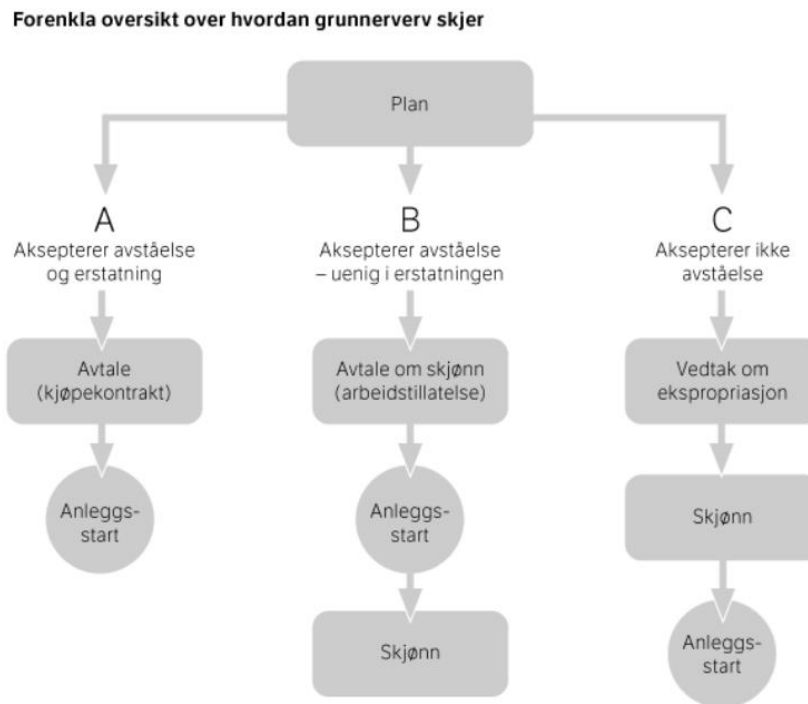 Forenkla oversikt over hvordan grunnerverv skjer
Plan
A
Aksepterer avståelse
og erstatning
Avtale
(kjøpekontrakt)
Anleggs-
start
B
Aksepterer avståelse
– uenig i erstatningen
Avtale om skjønn
(arbeidstillatelse)
Anleggs-
start
Skjønn
C
Aksepterer ikke
avståelse
Vedtak om
ekspropriasjon
Skjønn
Anleggs-
start